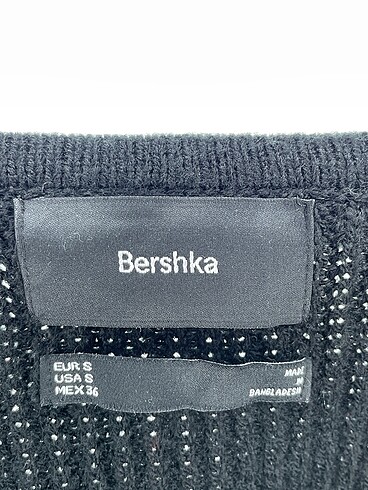 Bershka
EUR S
USA S
MEX 36
MADE
IN
BANGLADESH